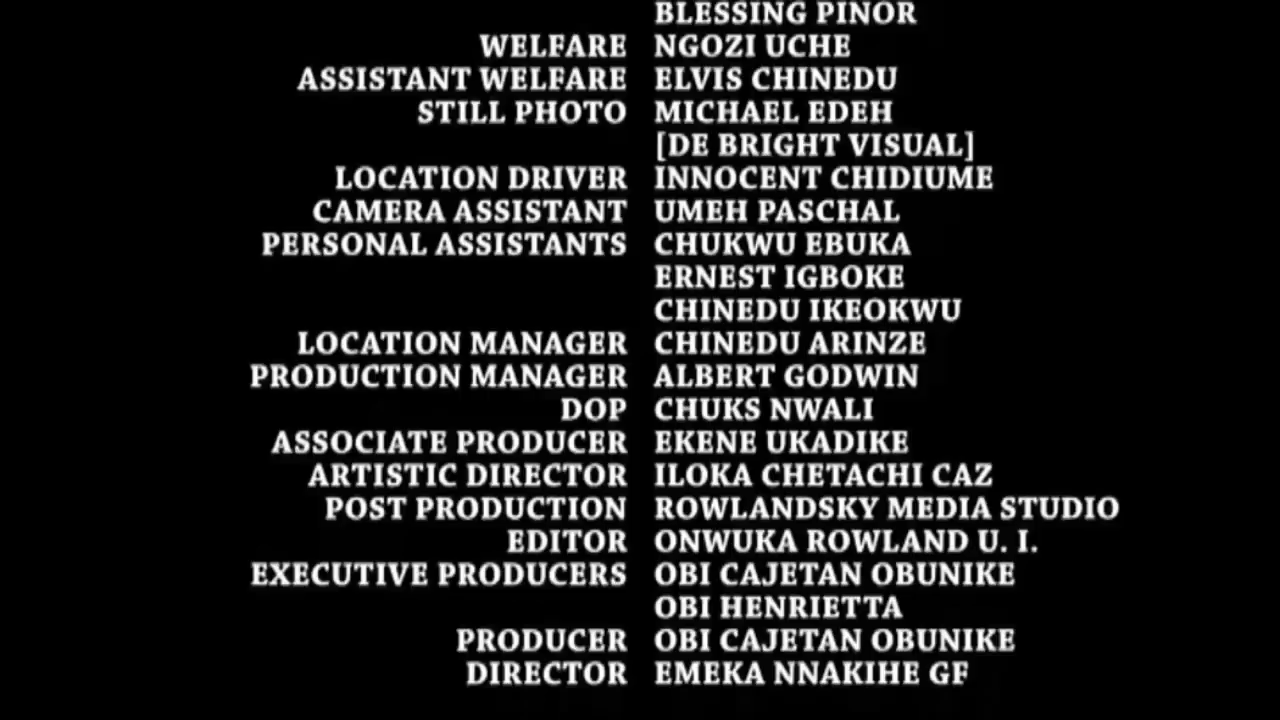 BLESSING PINOR
WELFARE NGOZI UCHE
ASSISTANT WELFARE ELVIS CHINEDU
STILL PHOTO MICHAEL EDEH
[DE BRIGHT VISUAL]
LOCATION DRIVER INNOCENT CHIDIUME
CAMERA ASSISTANT UMEH PASCHAL
PERSONAL ASSISTANTS CHUKWU EBUKA
ERNEST IGBOKE
CHINEDU IKEOKWU
LOCATION MANAGER CHINEDU ARINZE
PRODUCTION MANAGER ALBERT GODWIN
DOP CHUKS NWALI
ASSOCIATE PRODUCER EKENE UKADIKE
ARTISTIC DIRECTOR ILOKA CHETACHI CAZ
POST PRODUCTION ROWLANDSKY MEDIA STUDIO
EDITOR ONWUKA ROWLAND U. I.
EXECUTIVE PRODUCERS OBI CAJETAN OBUNIKE
OBI HENRIETTA
PRODUCER OBI CAJETAN OBUNIKE
DIRECTOR EMEKA NNAKIHE GF